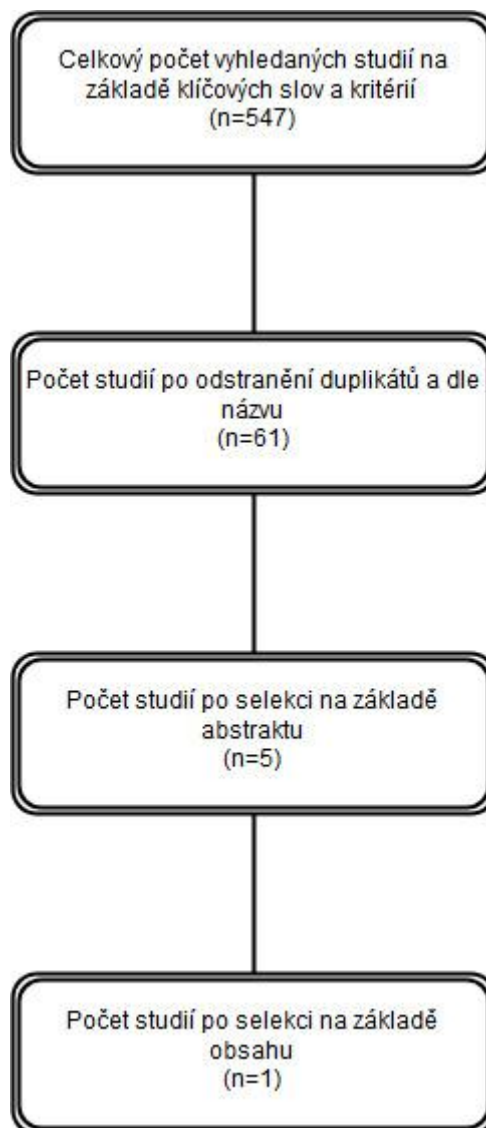 Celkový počet vyhledaných studií na
základě klíčových slov a kritérií
(n=547)
Počet studií po odstranění duplikátů a dle
názvu
(n=61)
Počet studií po selekci na základě
abstraktu
(n=5)
Počet studií po selekci na základě
obsahu
(n=1)